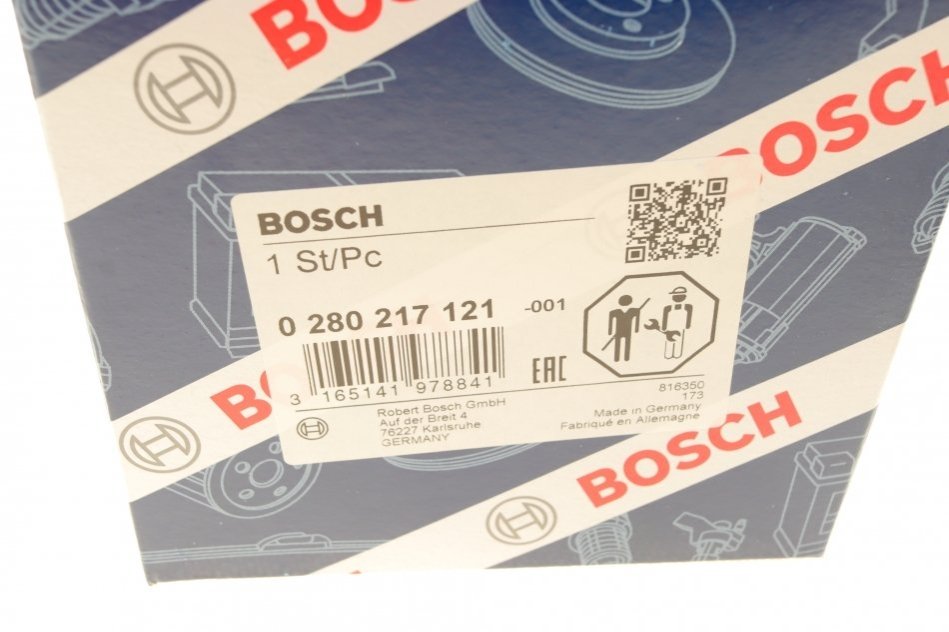 BOSCH
BOSCH
BOSCH
1 St/Pc
0 280 217 121 -001
3 165141 978841
EAC
Robert Bosch GmbH
Auf der Breit 4
76227 Karlsruhe
GERMANY
816350
173
Made in Germany
Fabriqué en Allemagne
BOSCH